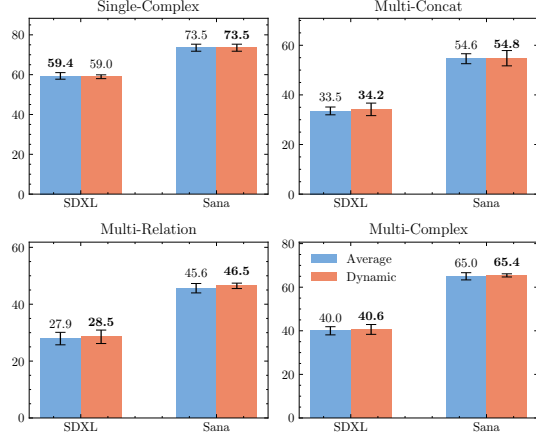 Single-Complex
80
60
40
20
0
59.4
59.0
73.5
73.5
SDXL
Sana
Multi-Concat
60
40
20
0
33.5
34.2
54.6
54.8
SDXL
Sana
Multi-Relation
60
40
20
0
27.9
28.5
45.6
46.5
SDXL
Sana
Multi-Complex
80
60
40
20
0
Average
Dynamic
40.0
40.6
65.0
65.4
SDXL
Sana